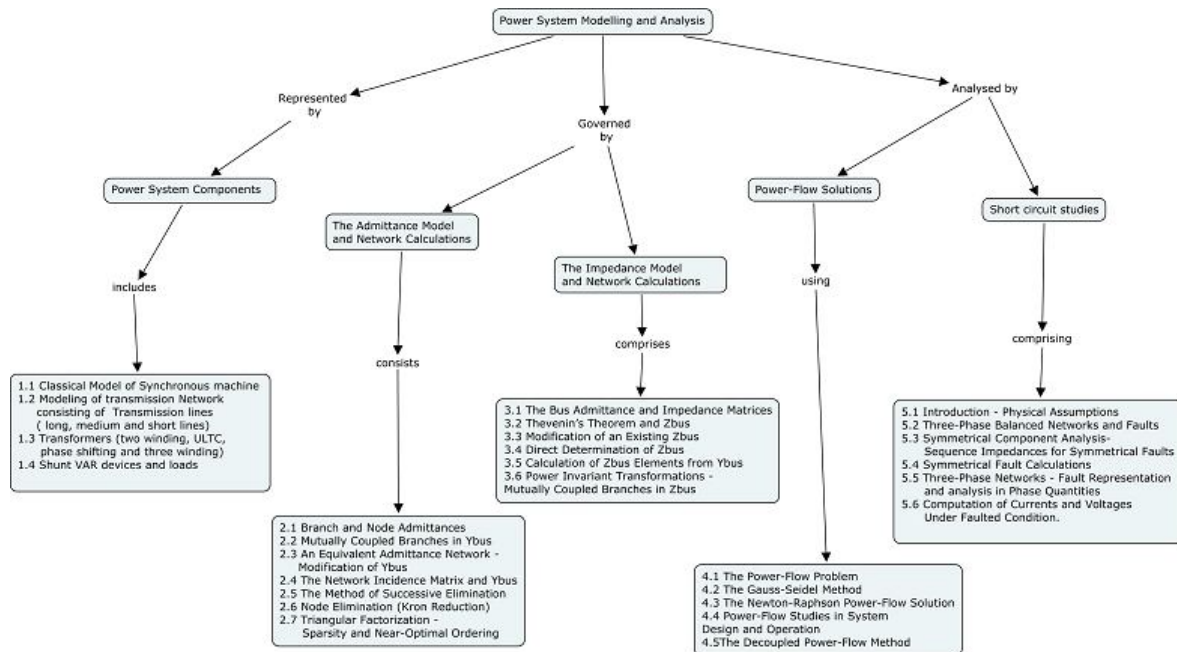 Power System Modelling and Analysis
Represented
by
Governed
by
Analysed by
Power System Components
The Admittance Model
and Network Calculations
The Impedance Model
and Network Calculations
Power-Flow Solutions
Short circuit studies
includes
consists
comprises
using
comprising
1.1 Classical Model of Synchronous machine
1.2 Modeling of transmission Network
consisting of Transmission lines
( long, medium and short lines)
1.3 Transformers (two winding, ULTC,
phase shifting and three winding)
1.4 Shunt VAR devices and loads
2.1 Branch and Node Admittances
2.2 Mutually Coupled Branches in Ybus
2.3 An Equivalent Admittance Network -
Modification of Ybus
2.4 The Network Incidence Matrix and Ybus
2.5 The Method of Successive Elimination
2.6 Node Elimination (Kron Reduction)
2.7 Triangular Factorization -
Sparsity and Near-Optimal Ordering
3.1 The Bus Admittance and Impedance Matrices
3.2 Thevenin's Theorem and Zbus
3.3 Modification of an Existing Zbus
3.4 Direct Determination of Zbus
3.5 Calculation of Zbus Elements from Ybus
3.6 Power Invariant Transformations -
Mutually Coupled Branches in Zbus
4.1 The Power-Flow Problem
4.2 The Gauss-Seidel Method
4.3 The Newton-Raphson Power-Flow Solution
4.4 Power-Flow Studies in System
Design and Operation
4.5The Decoupled Power-Flow Method
5.1 Introduction - Physical Assumptions
5.2 Three-Phase Balanced Networks and Faults
5.3 Symmetrical Component Analysis-
Sequence Impedances for Symmetrical Faults
5.4 Symmetrical Fault Calculations
5.5 Three-Phase Networks - Fault Representation
and analysis in Phase Quantities
5.6 Computation of Currents and Voltages
Under Faulted Condition.